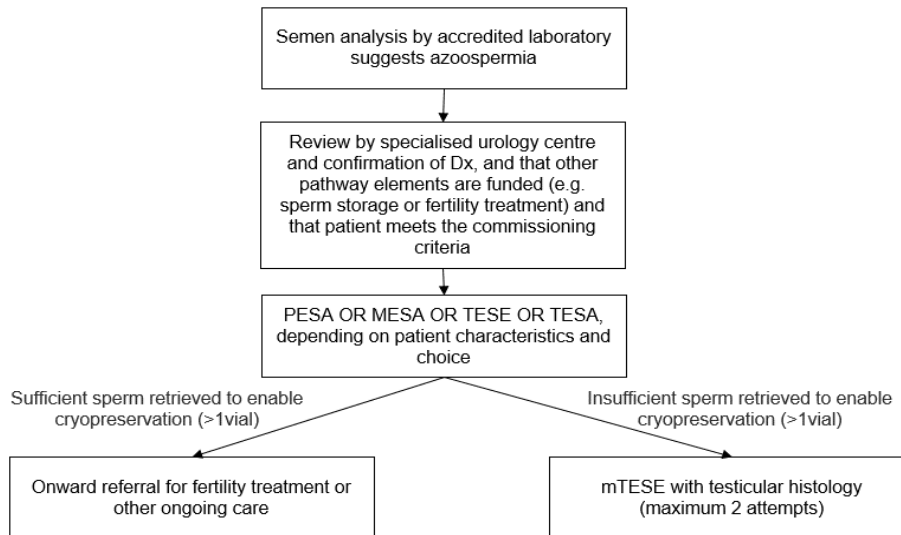 Semen analysis by accredited laboratory
suggests azoospermia
Review by specialised urology centre
and confirmation of Dx, and that other
pathway elements are funded (e.g.
sperm storage or fertility treatment) and
that patient meets the commissioning
criteria
PESA OR MESA OR TESE OR TESA,
depending on patient characteristics and
choice
Sufficient sperm retrieved to enable
cryopreservation (>1vial)
Insufficient sperm retrieved to enable
cryopreservation (>1vial)
Onward referral for fertility treatment or
other ongoing care
mTESE with testicular histology
(maximum 2 attempts)